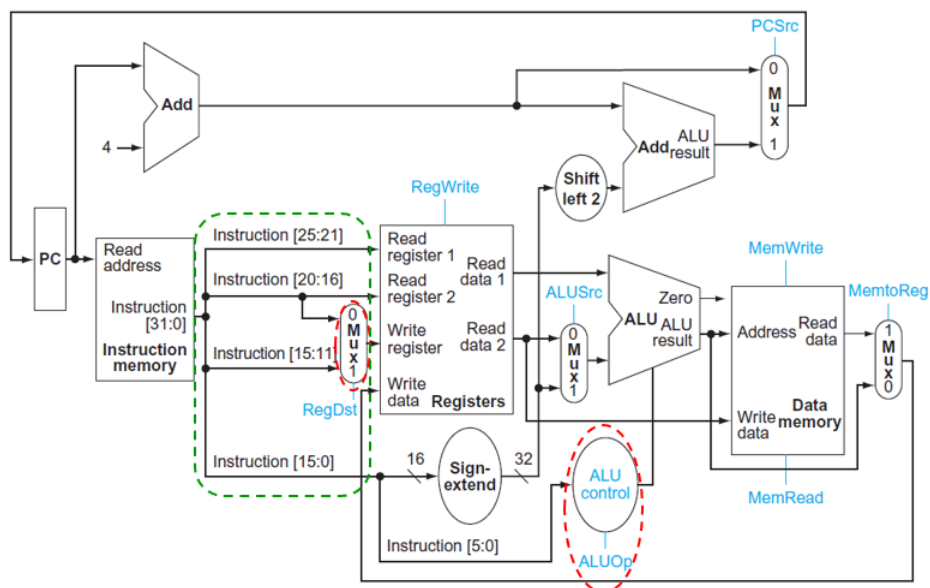 PCSrc
Add
4
0
M
u
x
1
Add
ALU
result
Shift
left 2
RegWrite
PC
Read
address
Instruction
[31:0]
Instruction
memory
Instruction [25:21]
Instruction [20:16]
Instruction [15:11]
0
M
u
x
1
RegDst
Read
register 1
Read
register 2
Write
register
Write
data
Read
data 1
Read
data 2
Registers
ALUSrc
0
M
u
x
1
Zero
ALU
ALU
result
MemWrite
Address
Read
data
Write
data
Data
memory
MemRead
MemtoReg
1
M
u
x
0
Instruction [15:0]
16
Sign-
extend
32
ALU
control
ALUOp
Instruction [5:0]